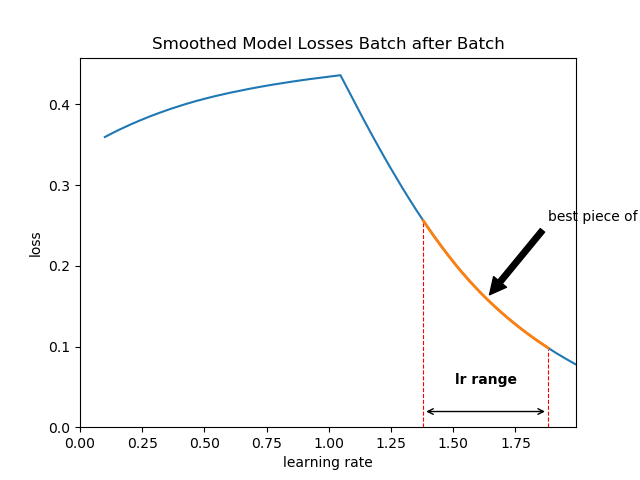 Smoothed Model Losses Batch after Batch
0.4
0.3
0.2
0.1
0.0
loss
best piece of
lr range
0.00 0.25 0.50 0.75 1.00 1.25 1.50 1.75
learning rate